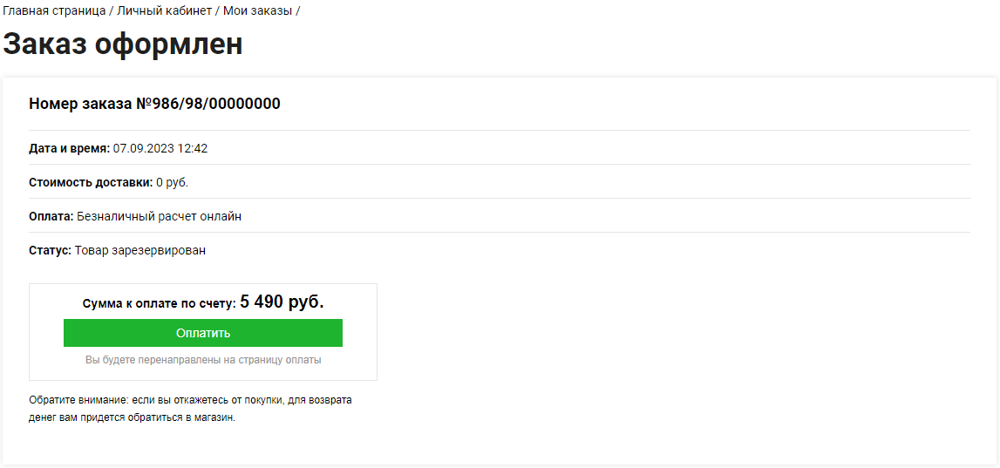 Главная страница / Личный кабинет / Мои заказы /
Заказ оформлен
Номер заказа №986/98/00000000
Дата и время: 07.09.2023 12:42
Стоимость доставки: 0 руб.
Оплата: Безналичный расчет онлайн
Статус: Товар зарезервирован
Сумма к оплате по счету: 5 490 руб.
Оплатить
Вы будете перенаправлены на страницу оплаты
Обратите внимание: если вы откажетесь от покупки, для возврата
денег вам придется обратиться в магазин.